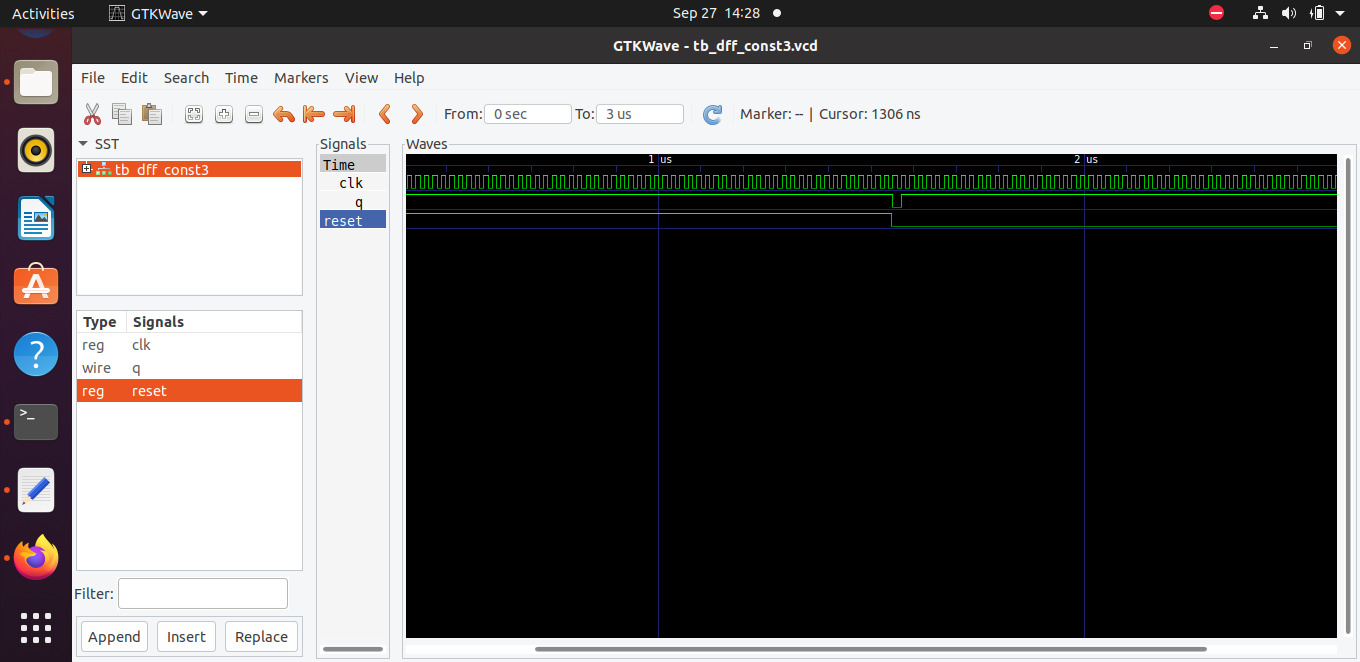 Activities GTKWave Sep 27 14:28
GTKWave - tb_dff_const3.vcd
File Edit Search Time Markers View Help
From: 0 sec To: 3 us Marker: -- | Cursor: 1306 ns
SST
tb_dff_const3
Type Signals
reg clk
wire q
reg reset
Filter:
Append Insert Replace
Signals
Time
clk
q
reset
Waves
1 us 2 us